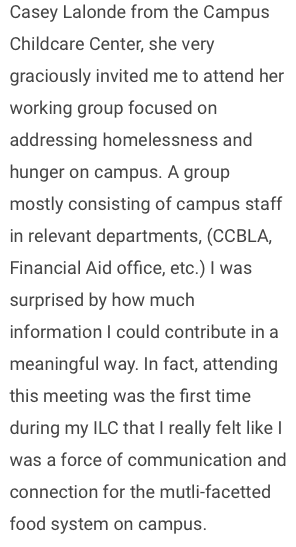 Casey Lalonde from the Campus
Childcare Center, she very
graciously invited me to attend her
working group focused on
addressing homelessness and
hunger on campus. A group
mostly consisting of campus staff
in relevant departments, (CCBLA,
Financial Aid office, etc.) I was
surprised by how much
information I could contribute in a
meaningful way. In fact, attending
this meeting was the first time
during my ILC that I really felt like I
was a force of communication and
connection for the mutli-facetted
food system on campus.